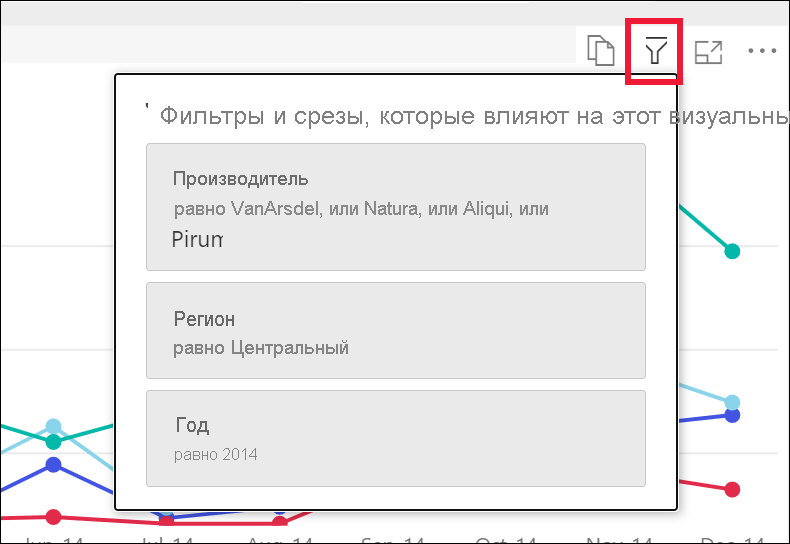 Фильтры и срезы, которые влияют на этот визуальны
Производитель
равно VanArsdel, или Natura, или Aliqui, или
Pirum
Регион
равно Центральный
Год
равно 2014
Jun 14 Jul 14 Aug 14 Sep 14 Oct 14 Nov 14 Dec 14